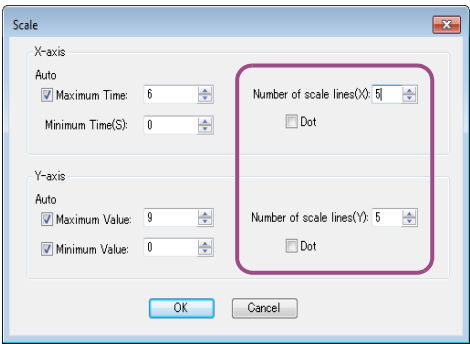 Scale
X-axis
Auto
Maximum Time: 6 Number of scale lines(X): 5
Minimum Time(S): 0 Dot
Y-axis
Auto
Maximum Value: 9 Number of scale lines(Y): 5
Minimum Value: 0 Dot
OK Cancel